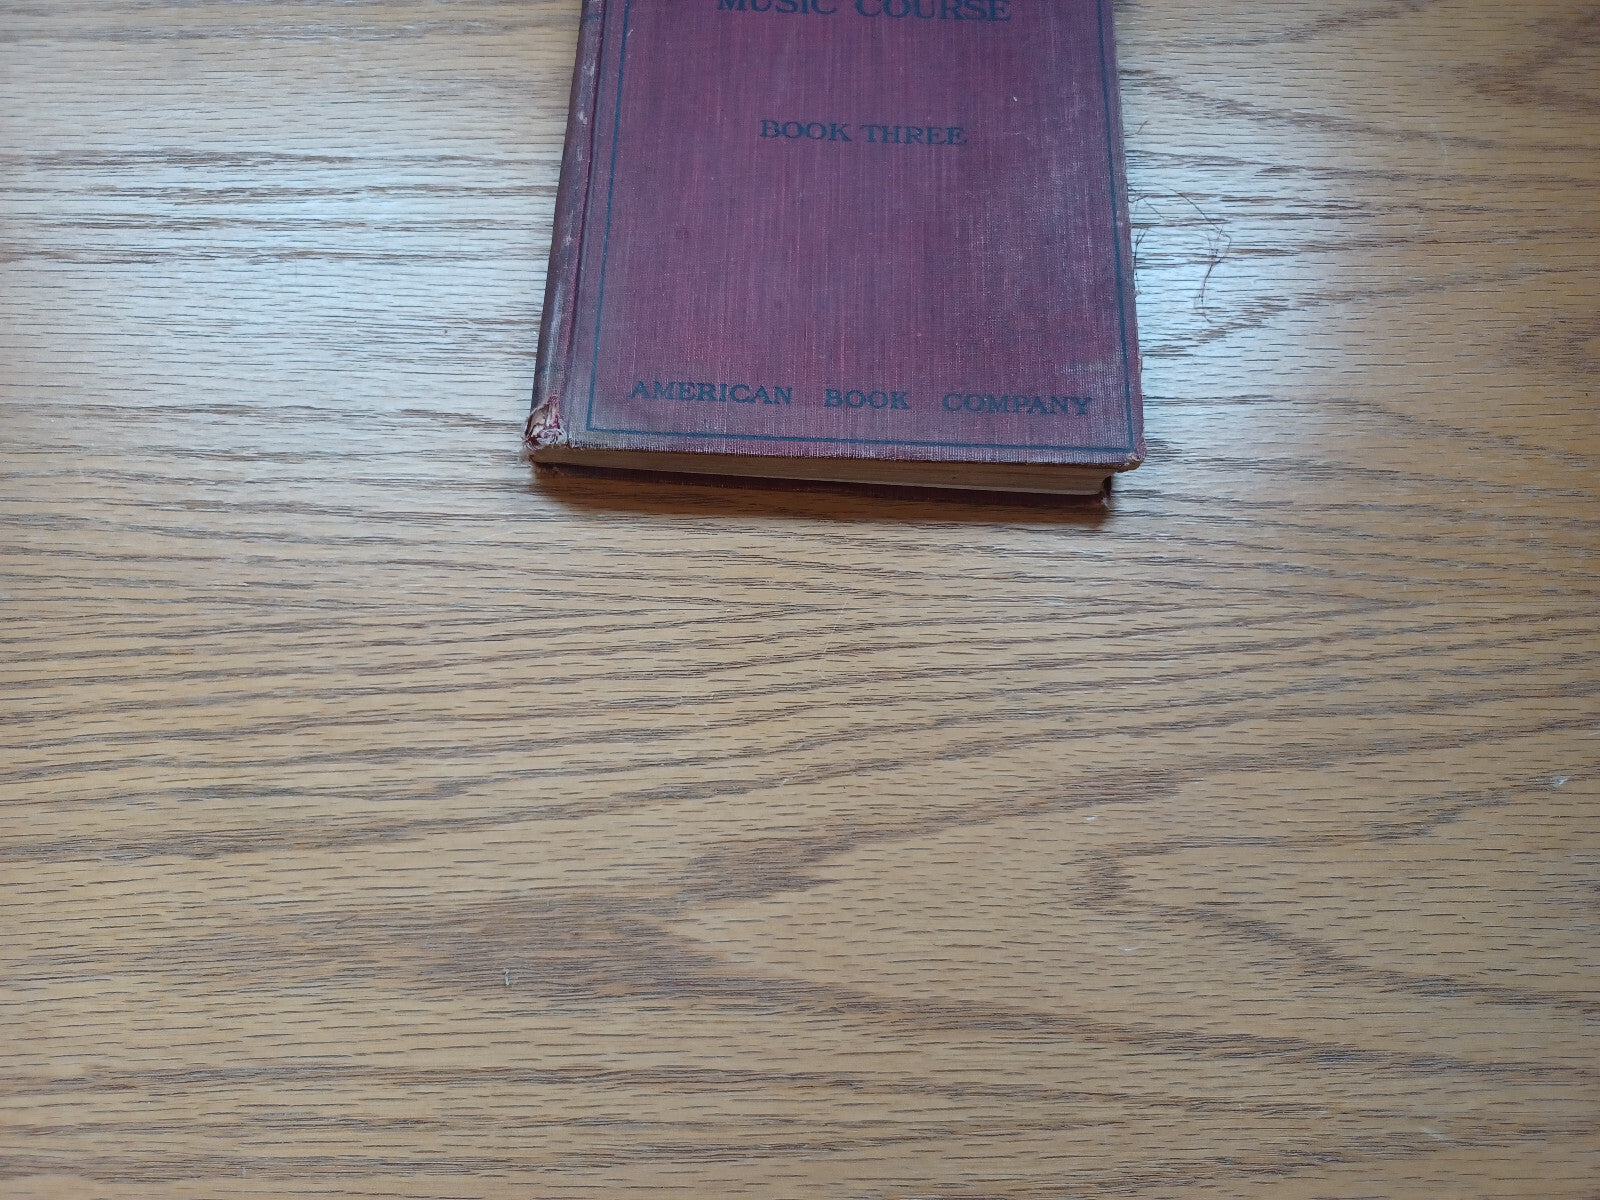 MUSIC COURSE
BOOK THREE
AMERICAN BOOK COMPANY